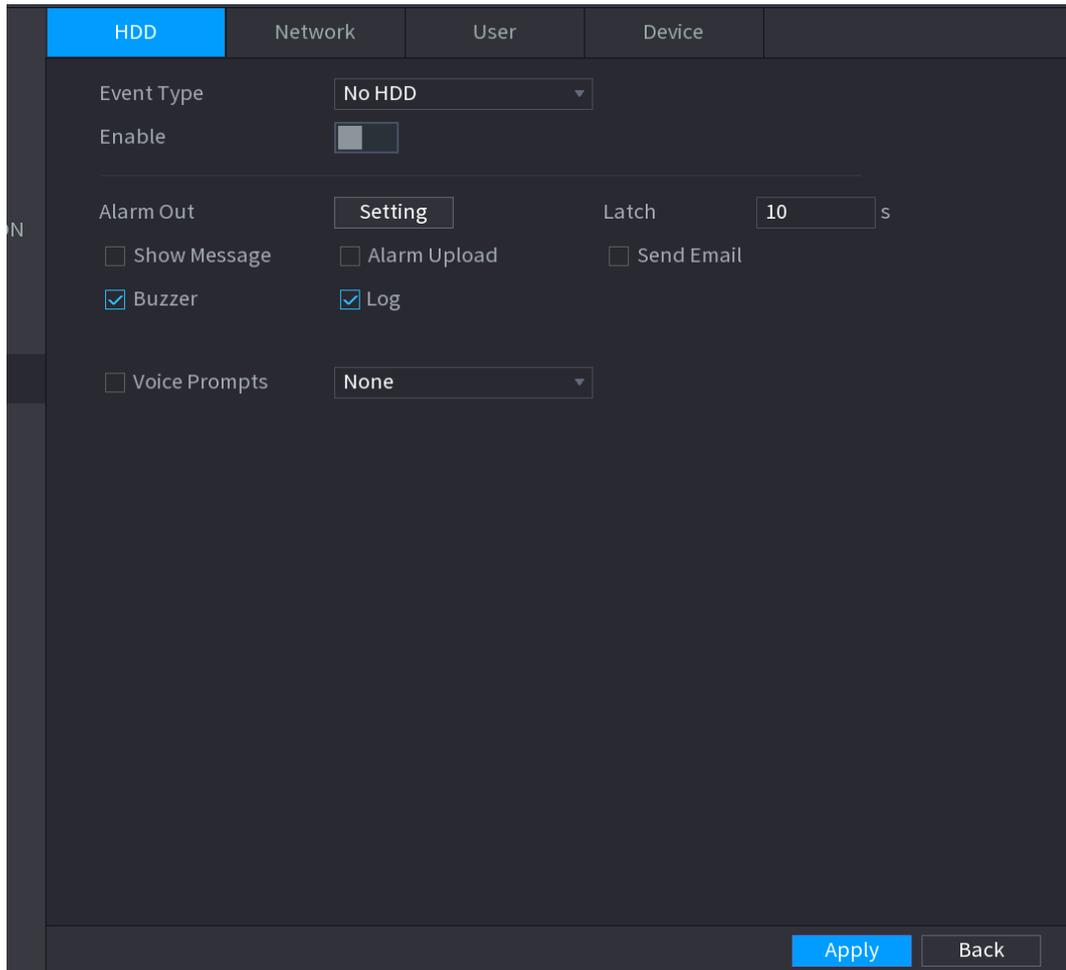 HDD Network User Device
Event Type No HDD
Enable
Alarm Out Setting Latch 10 s
ON
Show Message Alarm Upload Send Email
Buzzer Log
Voice Prompts None
Apply Back